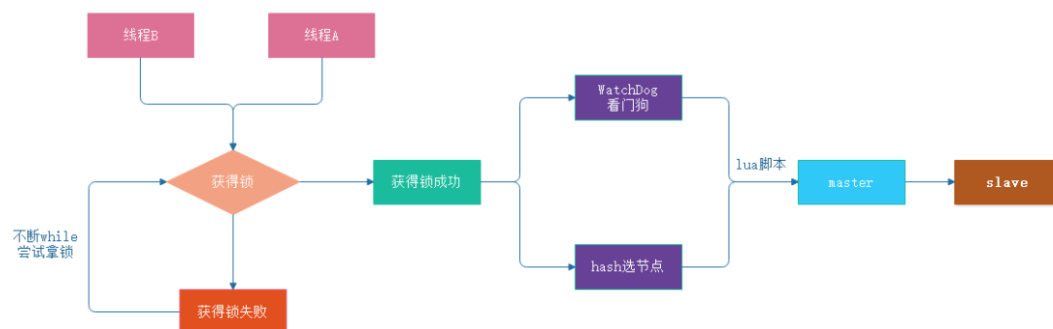 线程B
线程A
WatchDog
看门狗
lua脚本
获得锁
获得锁成功
master
slave
不断while
尝试拿锁
hash选节点
获得锁失败